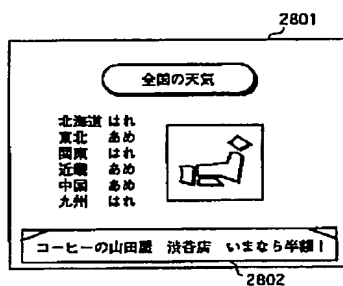 2801
全国の天気
北海道 はれ
東北 あめ
関東 はれ
近畿 あめ
中国 あめ
九州 はれ
コーヒーの山田屋 渋谷店 いまなら半額!
2802